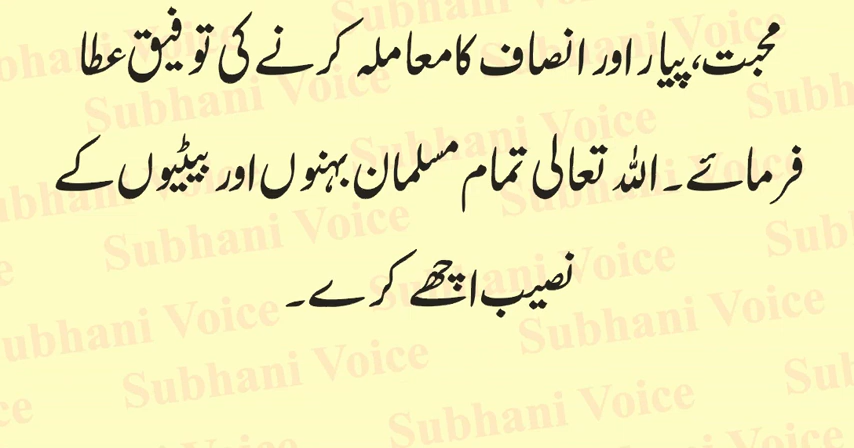 محبت، پیار اور انصاف کا معاملہ کرنے کی توفیق عطا
فرمائے۔ اللہ تعالی تمام مسلمان بہنوں اور بیٹیوں کے
نصیب اچھے کرے۔
Subhani Voice